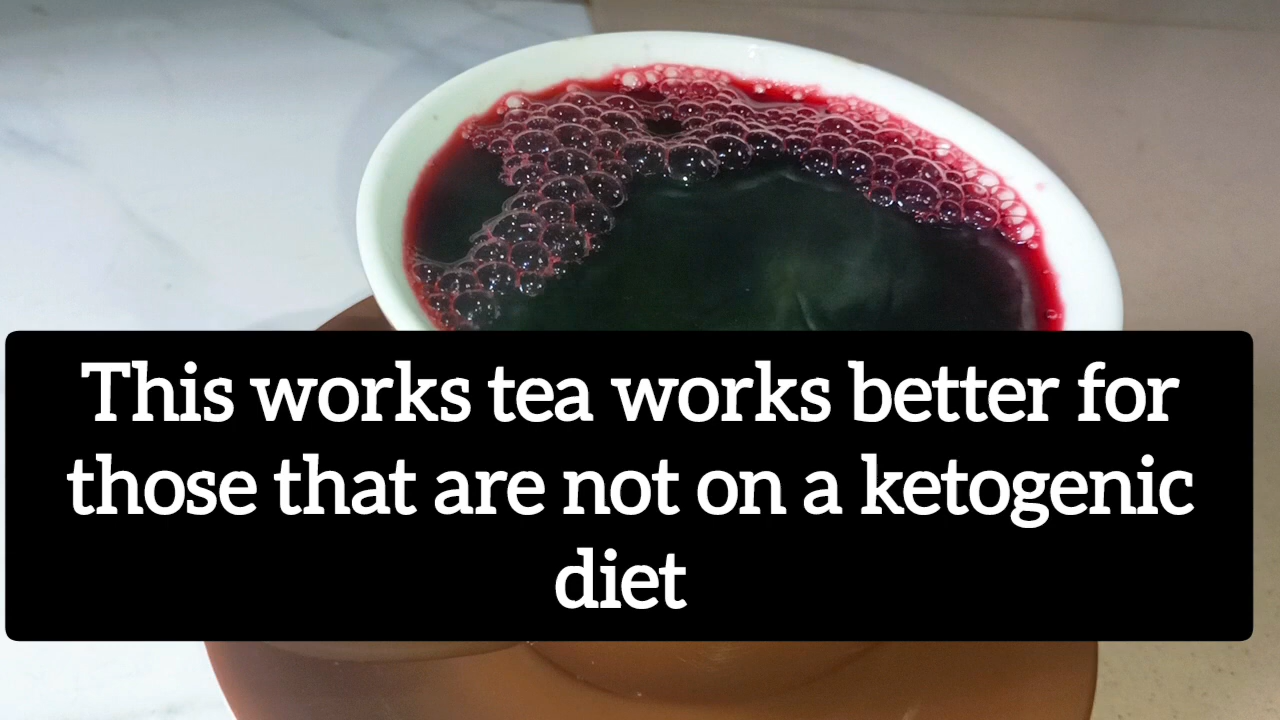 This works tea works better for
those that are not on a ketogenic
diet